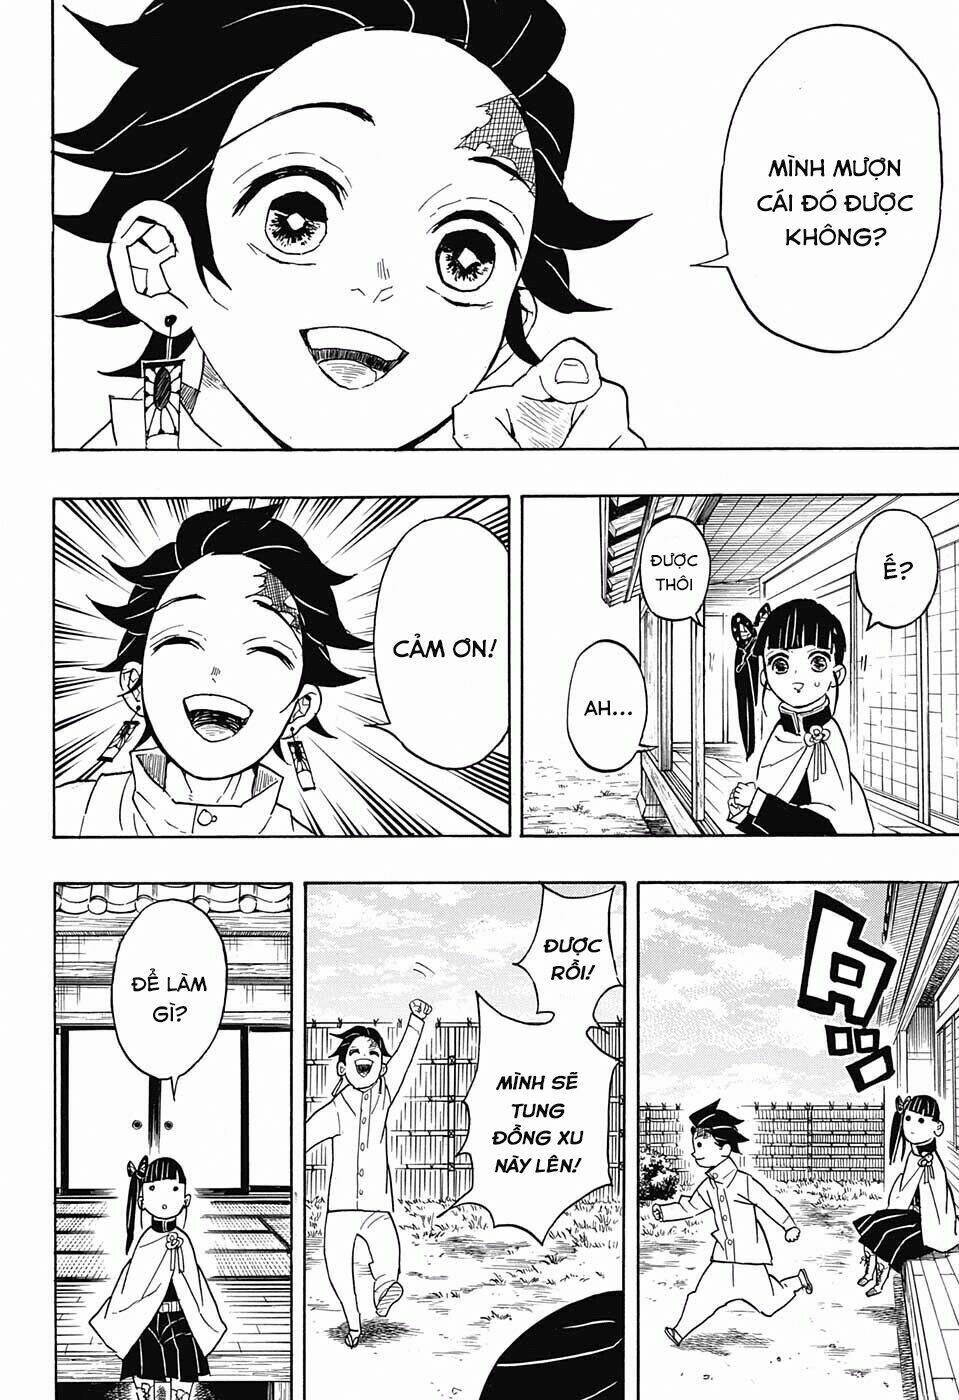 MÌNH MƯỢN
CÁI ĐÓ ĐƯỢC
KHÔNG?
Ế?
ĐƯỢC
THÔI
AH...
CẢM ƠN!
ĐƯỢC
RỒI!
MÌNH SẼ
TUNG
ĐỒNG XU
NÀY LÊN!
ĐỂ LÀM
GÌ?